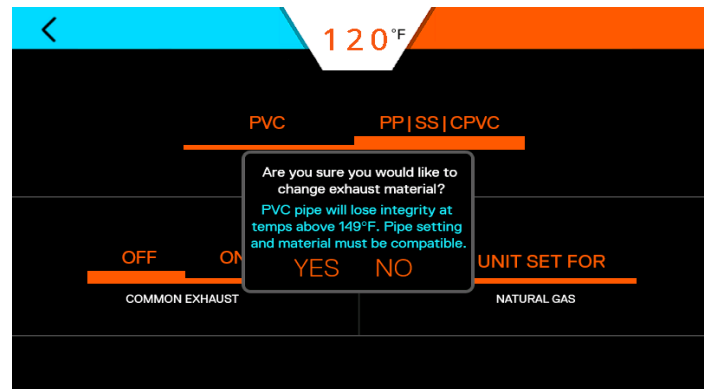 120°F
PVC PP|SS|CPVC
Are you sure you would like to
change exhaust material?
PVC pipe will lose integrity at
temps above 149°F. Pipe setting
and material must be compatible.
YES NO
OFF ON
UNIT SET FOR
COMMON EXHAUST
NATURAL GAS